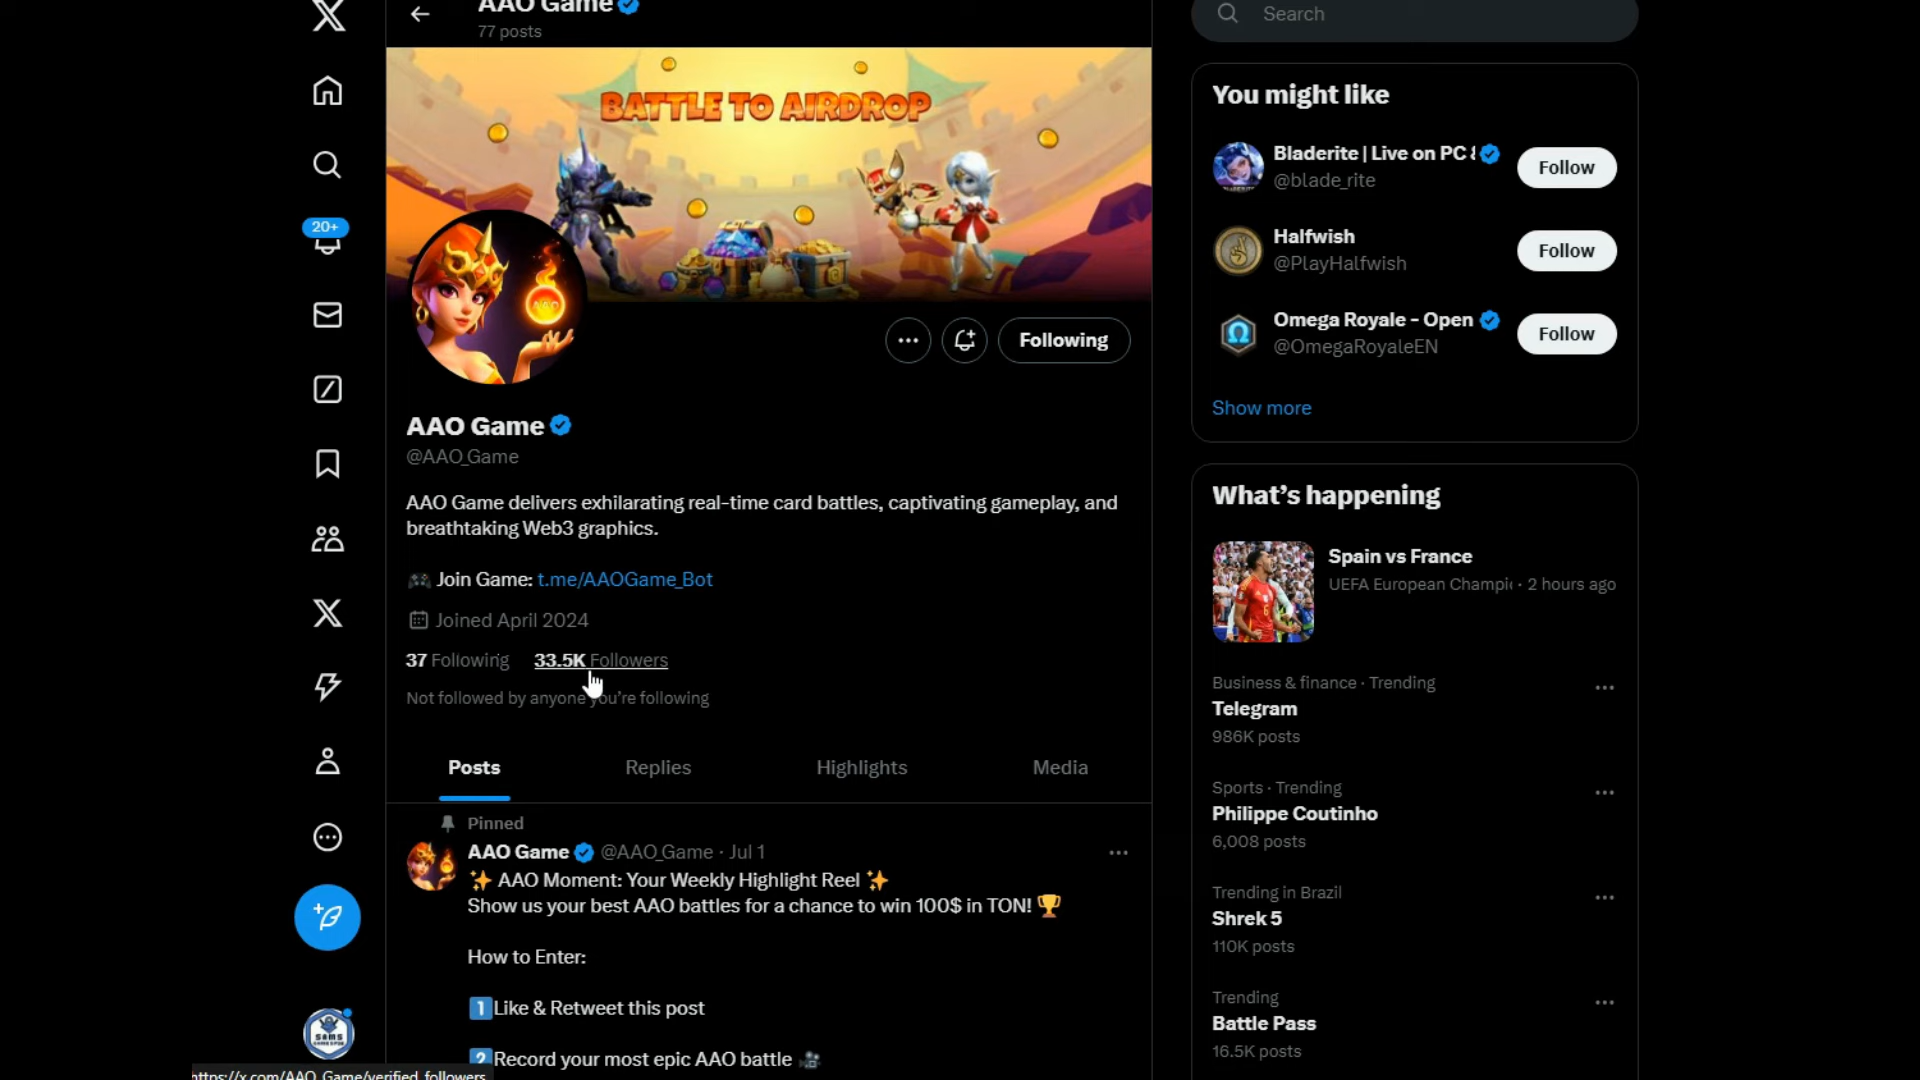 AAO Game
77 posts
BATTLE TO AIRDROP
AAO
Following
AAO Game
@AAO_Game
AAO Game delivers exhilarating real-time card battles, captivating gameplay, and
breathtaking Web3 graphics.
🎮 Join Game: t.me/AAOGame_Bot
Joined April 2024
37 Following 33.5K Followers
Not followed by anyone you're following
Posts Replies Highlights Media
Pinned
AAO Game @AAO_Game · Jul 1
✨ AAO Moment: Your Weekly Highlight Reel ✨
Show us your best AAO battles for a chance to win 100$ in TON! 🏆
How to Enter:
1️⃣Like & Retweet this post
2️⃣Record your most epic AAO battle 🎥
20+
SAMS
https://x.com/AAO_Game/verified_followers
Search
You might like
Bladerite | Live on PC
@blade_rite
Follow
Halfwish
@PlayHalfwish
Follow
Omega Royale - Open
@OmegaRoyaleEN
Follow
Show more
What's happening
Spain vs France
UEFA European Champi · 2 hours ago
Business & finance · Trending
Telegram
986K posts
Sports · Trending
Philippe Coutinho
6,008 posts
Trending in Brazil
Shrek 5
110K posts
Trending
Battle Pass
16.5K posts